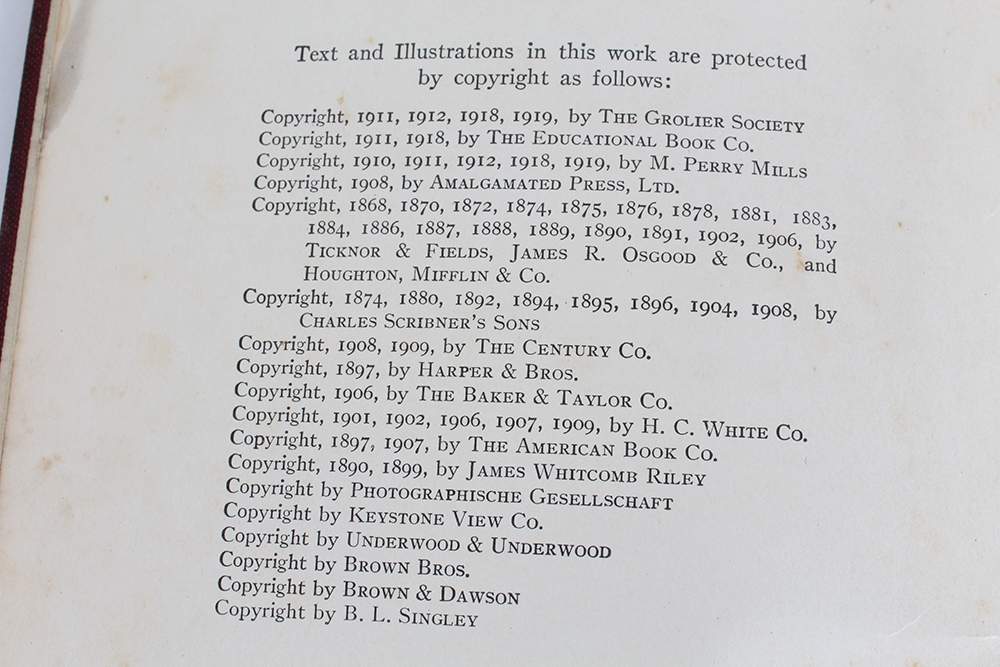 Text and Illustrations in this work are protected
by copyright as follows:
Copyright, 1911, 1912, 1918, 1919, by THE GROLIER SOCIETY
Copyright, 1911, 1918, by THE EDUCATIONAL BOOK CO.
Copyright, 1910, 1911, 1912, 1918, 1919, by M. PERRY MILLS
Copyright, 1908, by AMALGAMATED PRESS, LTD.
Copyright, 1868, 1870, 1872, 1874, 1875, 1876, 1878, 1881, 1883,
1884, 1886, 1887, 1888, 1889, 1890, 1891, 1902, 1906, by
TICKNOR & FIELDS, JAMES R. OSGOOD & CO., and
HOUGHTON, MIFFLIN & CO.
Copyright, 1874, 1880, 1892, 1894, 1895, 1896, 1904, 1908, by
CHARLES SCRIBNER'S SONS
Copyright, 1908, 1909, by THE CENTURY CO.
Copyright, 1897, by HARPER & BROS.
Copyright, 1906, by THE BAKER & TAYLOR CO.
Copyright, 1901, 1902, 1906, 1907, 1909, by H. C. WHITE CO.
Copyright, 1897, 1907, by THE AMERICAN BOOK CO.
Copyright, 1890, 1899, by JAMES WHITCOMB RILEY
Copyright by PHOTOGRAPHISCHE GESELLSCHAFT
Copyright by KEYSTONE VIEW CO.
Copyright by UNDERWOOD & UNDERWOOD
Copyright by BROWN BROS.
Copyright by BROWN & DAWSON
Copyright by B. L. SINGLEY